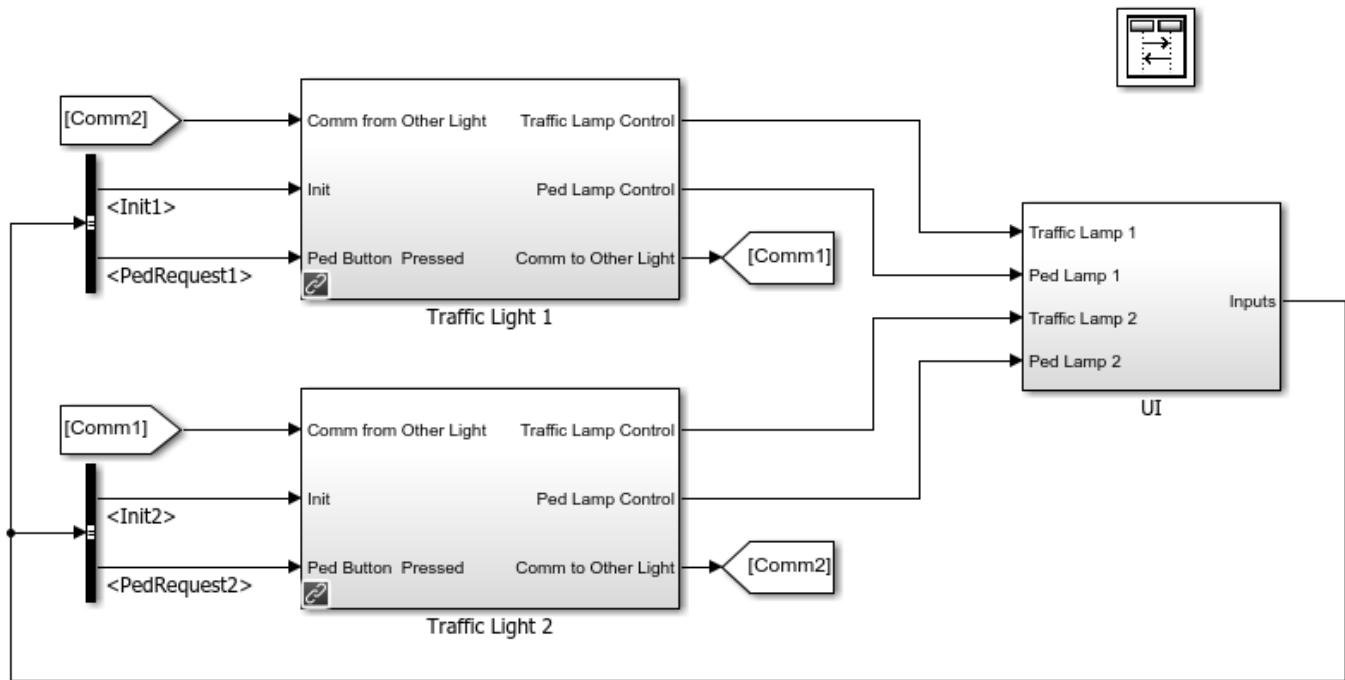 [Comm2]
Comm from Other Light
Traffic Lamp Control
Init
Ped Lamp Control
<Init1>
Ped Button  Pressed
Comm to Other Light
[Comm1]
<PedRequest1>
Traffic Light 1
Traffic Lamp 1
Ped Lamp 1
Traffic Lamp 2
Ped Lamp 2
Inputs
UI
[Comm1]
Comm from Other Light
Traffic Lamp Control
Init
Ped Lamp Control
<Init2>
Ped Button  Pressed
Comm to Other Light
[Comm2]
<PedRequest2>
Traffic Light 2